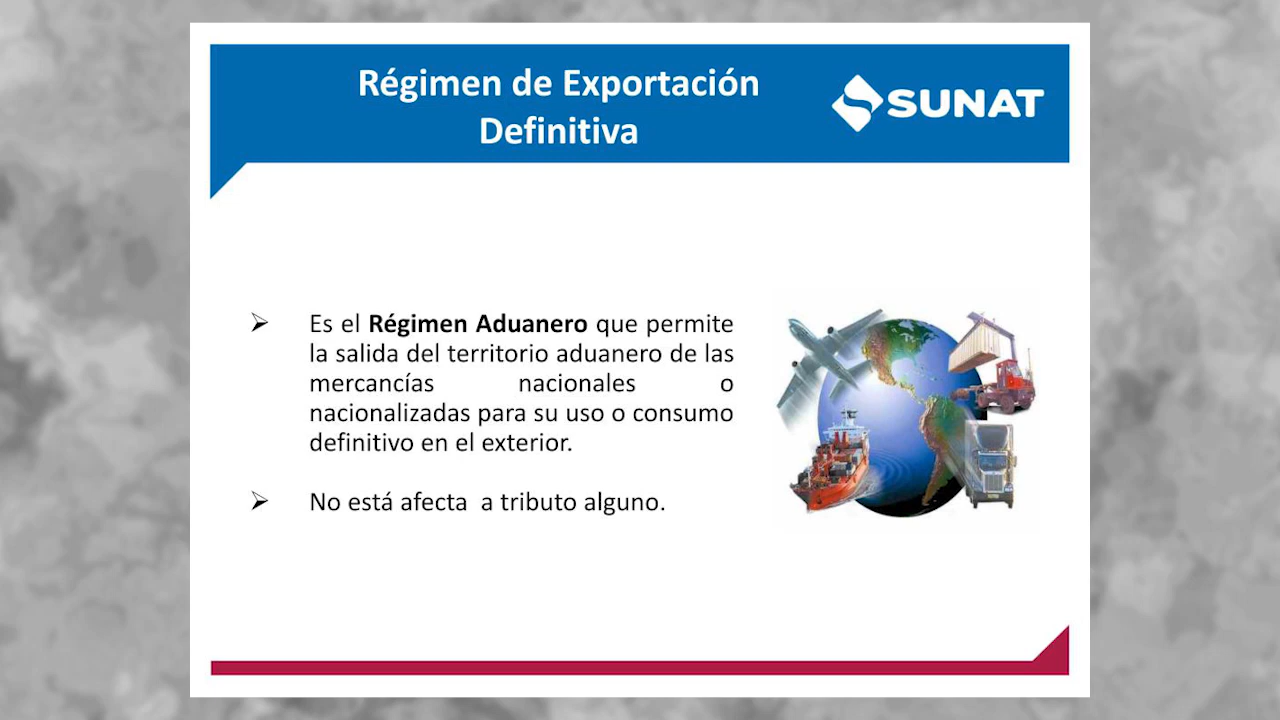 Régimen de Exportación
Definitiva
SUNAT
Es el Régimen Aduanero que permite
la salida del territorio aduanero de las
mercancías nacionales o
nacionalizadas para su uso o consumo
definitivo en el exterior.
No está afecta a tributo alguno.